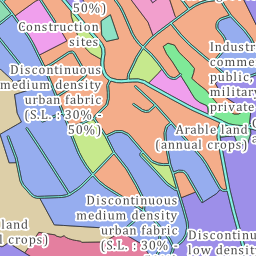 50%)
Construction
sites
Discontinuous
medium density
urban fabric
(S.L. : 30% -
50%)
Industr
comme
public,
military
private
Arable land
(annual crops)
Discontinuous
medium density
urban fabric
(S.L. : 30% -
land
l crops)
Discontinu
low densit